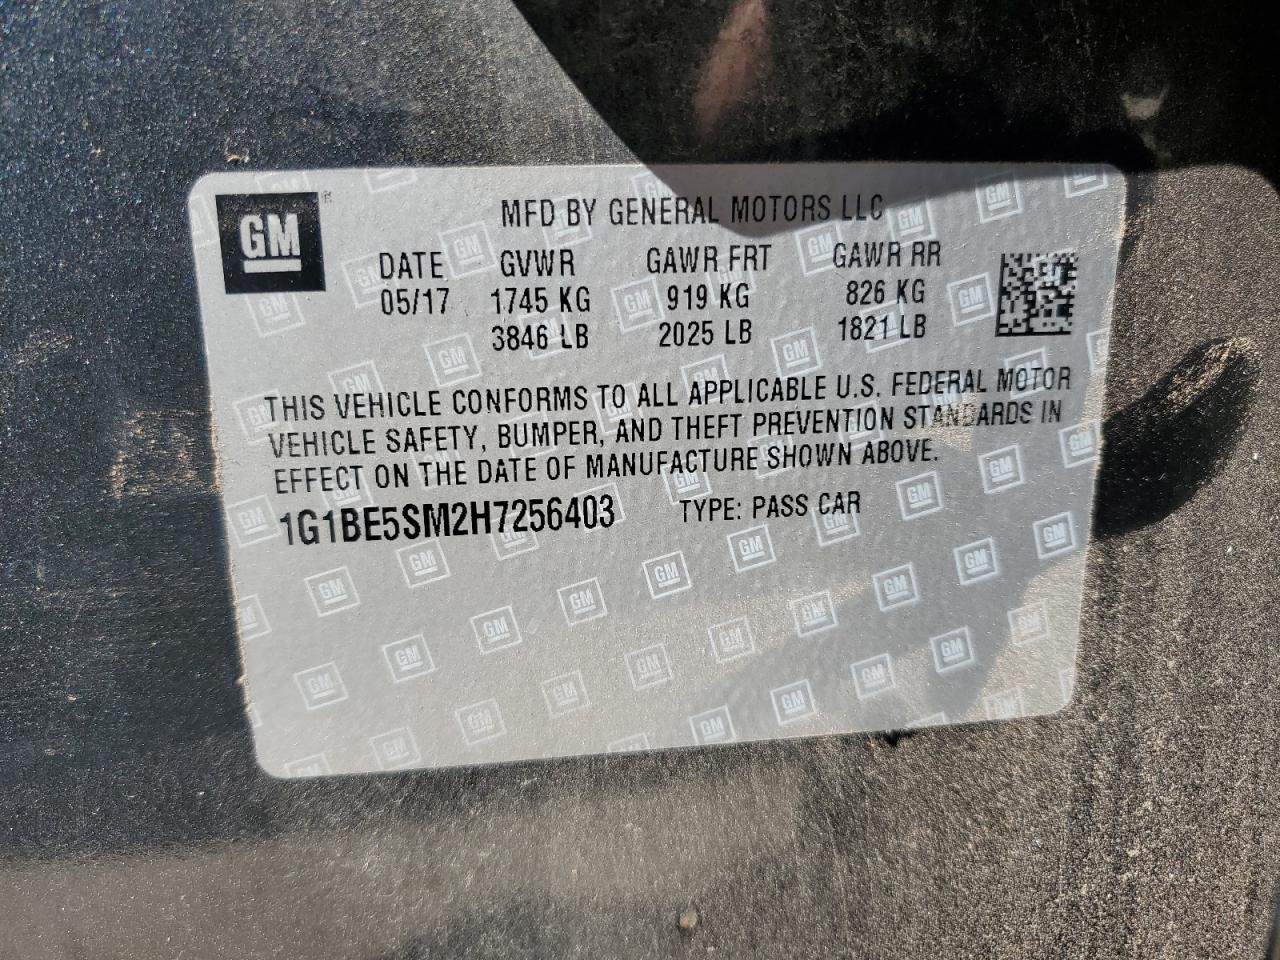 GM
MFD BY GENERAL MOTORS LLC
DATE GVWR GAWR FRT GAWR RR
05/17 1745 KG 919 KG 826 KG
3846 LB 2025 LB 1821 LB
THIS VEHICLE CONFORMS TO ALL APPLICABLE U.S. FEDERAL MOTOR
VEHICLE SAFETY, BUMPER, AND THEFT PREVENTION STANDARDS IN
EFFECT ON THE DATE OF MANUFACTURE SHOWN ABOVE.
1G1BE5SM2H7256403 TYPE: PASS CAR